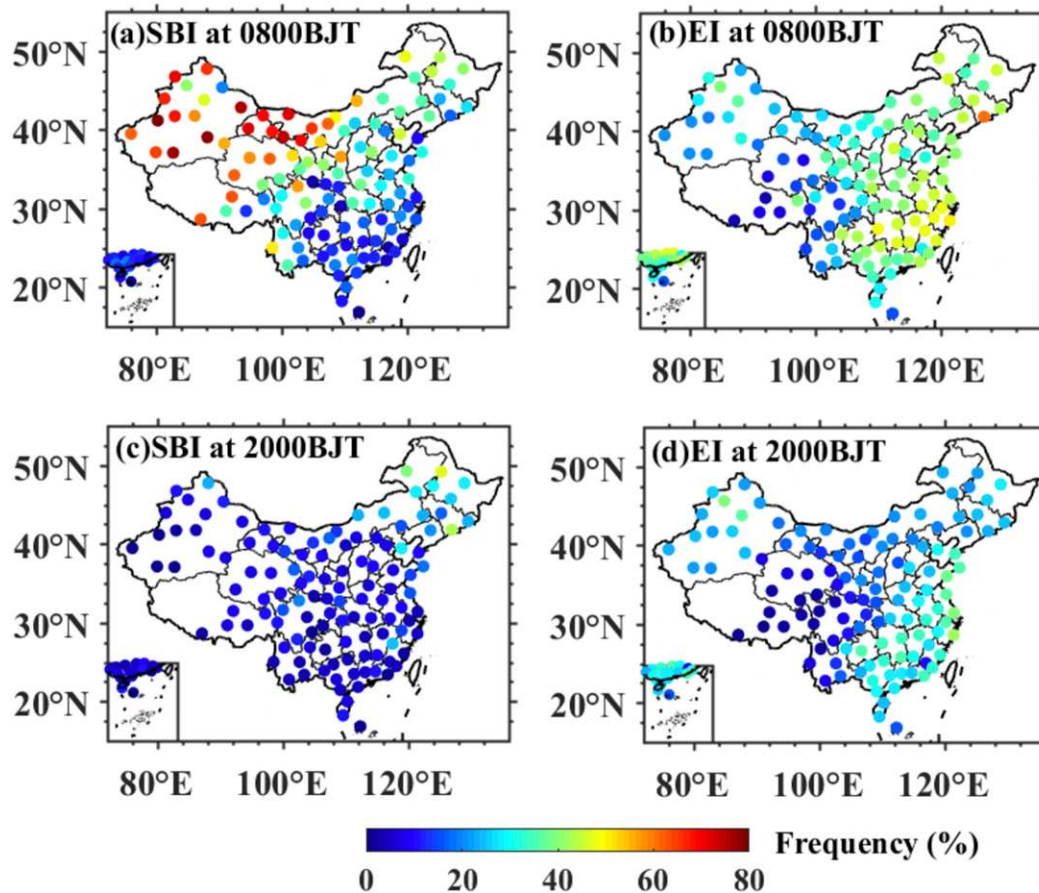 (a)SBI at 0800BJT
50°N
40°N
30°N
20°N
80°E 100°E 120°E
(b)EI at 0800BJT
50°N
40°N
30°N
20°N
80°E 100°E 120°E
(c)SBI at 2000BJT
50°N
40°N
30°N
20°N
80°E 100°E 120°E
(d)EI at 2000BJT
50°N
40°N
30°N
20°N
80°E 100°E 120°E
Frequency (%)
0 20 40 60 80